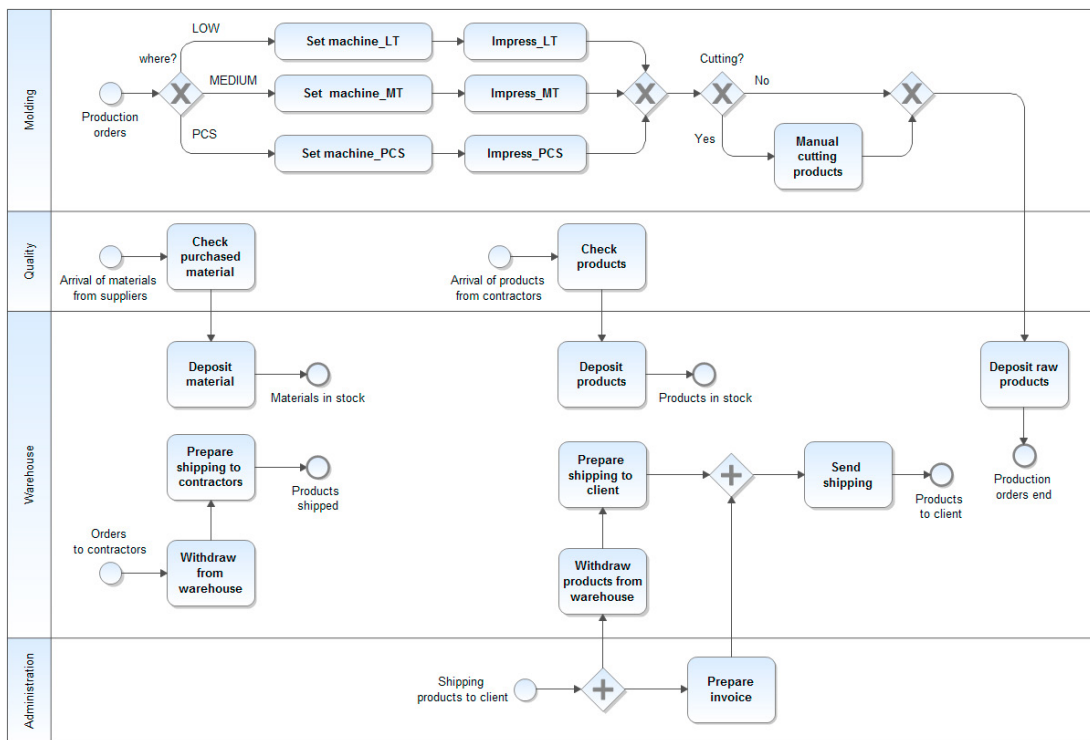 Molding
where?
LOW
MEDIUM
PCS
Production
orders
Set machine_LT
Impress_LT
Set machine_MT
Impress_MT
Set machine_PCS
Impress_PCS
Cutting?
No
Yes
Manual
cutting
products
Quality
Arrival of materials
from suppliers
Check
purchased
material
Arrival of products
from contractors
Check
products
Warehouse
Deposit
material
Materials in stock
Deposit
products
Products in stock
Deposit raw
products
Production
orders end
Prepare
shipping to
contractors
Products
shipped
Orders
to contractors
Withdraw
from
warehouse
Prepare
shipping to
client
Send
shipping
Products
to client
Withdraw
products from
warehouse
Administration
Shipping
products to client
Prepare
invoice